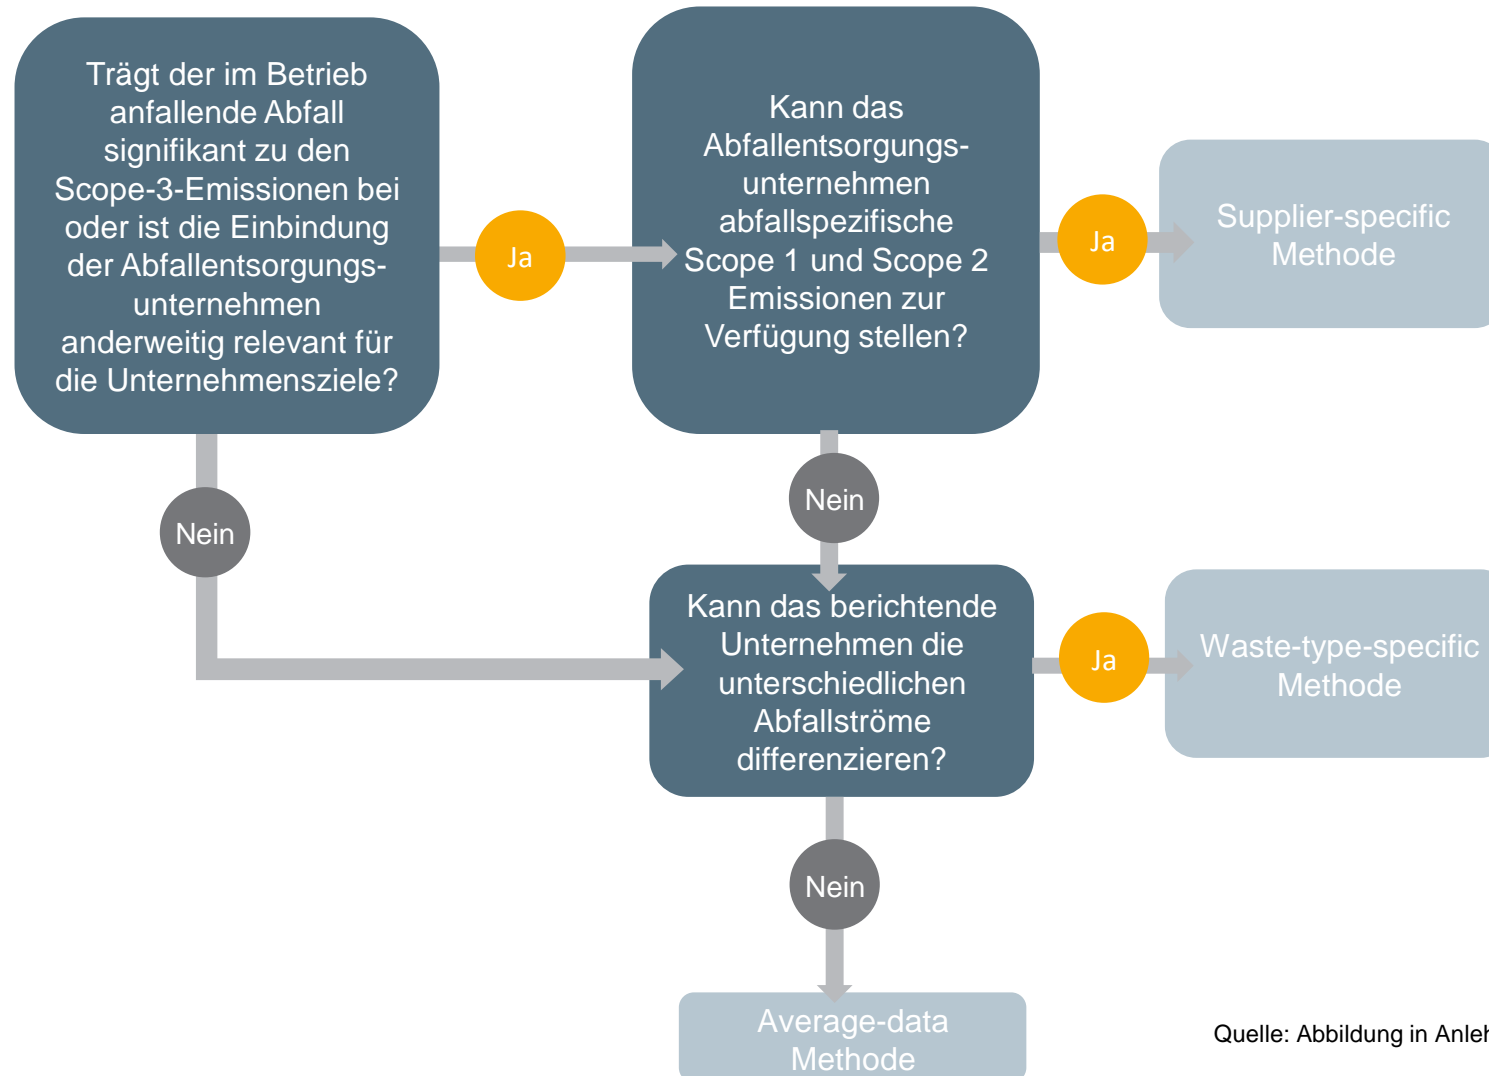 Trägt der im Betrieb
anfallende Abfall
signifikant zu den
Scope-3-Emissionen bei
oder ist die Einbindung
der Abfallentsorgungs-
unternehmen
anderweitig relevant für
die Unternehmensziele?
Ja
Kann das
Abfallentsorgungs-
unternehmen
abfallspezifische
Scope 1 und Scope 2
Emissionen zur
Verfügung stellen?
Ja
Supplier-specific
Methode
Nein
Nein
Kann das berichtende
Unternehmen die
unterschiedlichen
Abfallströme
differenzieren?
Ja
Waste-type-specific
Methode
Nein
Average-data
Methode
Quelle: Abbildung in